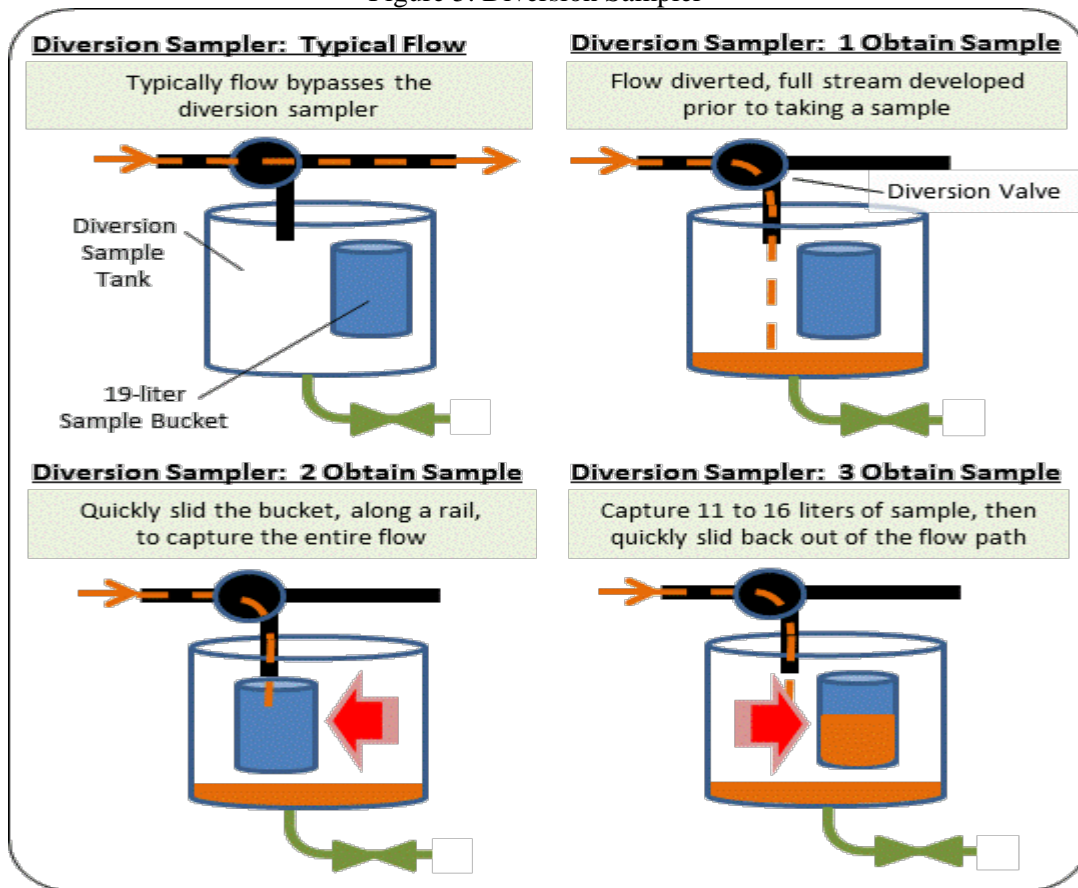 Diversion Sampler: Typical Flow
Typically flow bypasses the
diversion sampler
Diversion
Sample
Tank
19-liter
Sample Bucket
Diversion Sampler: 1 Obtain Sample
Flow diverted, full stream developed
prior to taking a sample
Diversion Valve
Diversion Sampler: 2 Obtain Sample
Quickly slid the bucket, along a rail,
to capture the entire flow
Diversion Sampler: 3 Obtain Sample
Capture 11 to 16 liters of sample, then
quickly slid back out of the flow path